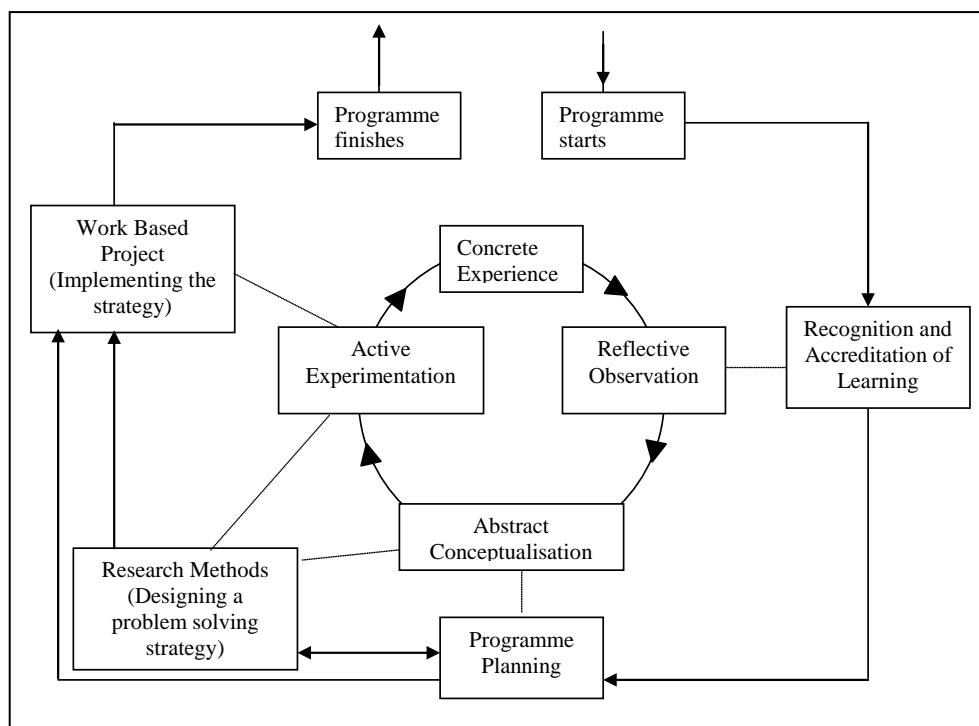 Programme
finishes
Programme
starts
Work Based
Project
(Implementing the
strategy)
Concrete
Experience
Active
Experimentation
Reflective
Observation
Recognition and
Accreditation of
Learning
Abstract
Conceptualisation
Research Methods
(Designing a
problem solving
strategy)
Programme
Planning